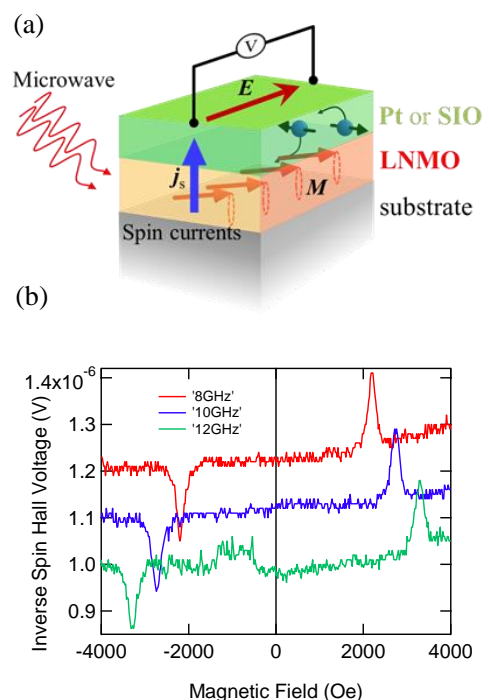 (a)
V
Microwave
E
Pt or SIO
j_s
LNMO
M
substrate
Spin currents
(b)
1.4x10^-6
'8GHz'
'10GHz'
'12GHz'
1.3
1.2
1.1
1.0
0.9
Inverse Spin Hall Voltage (V)
-4000 -2000 0 2000 4000
Magnetic Field (Oe)